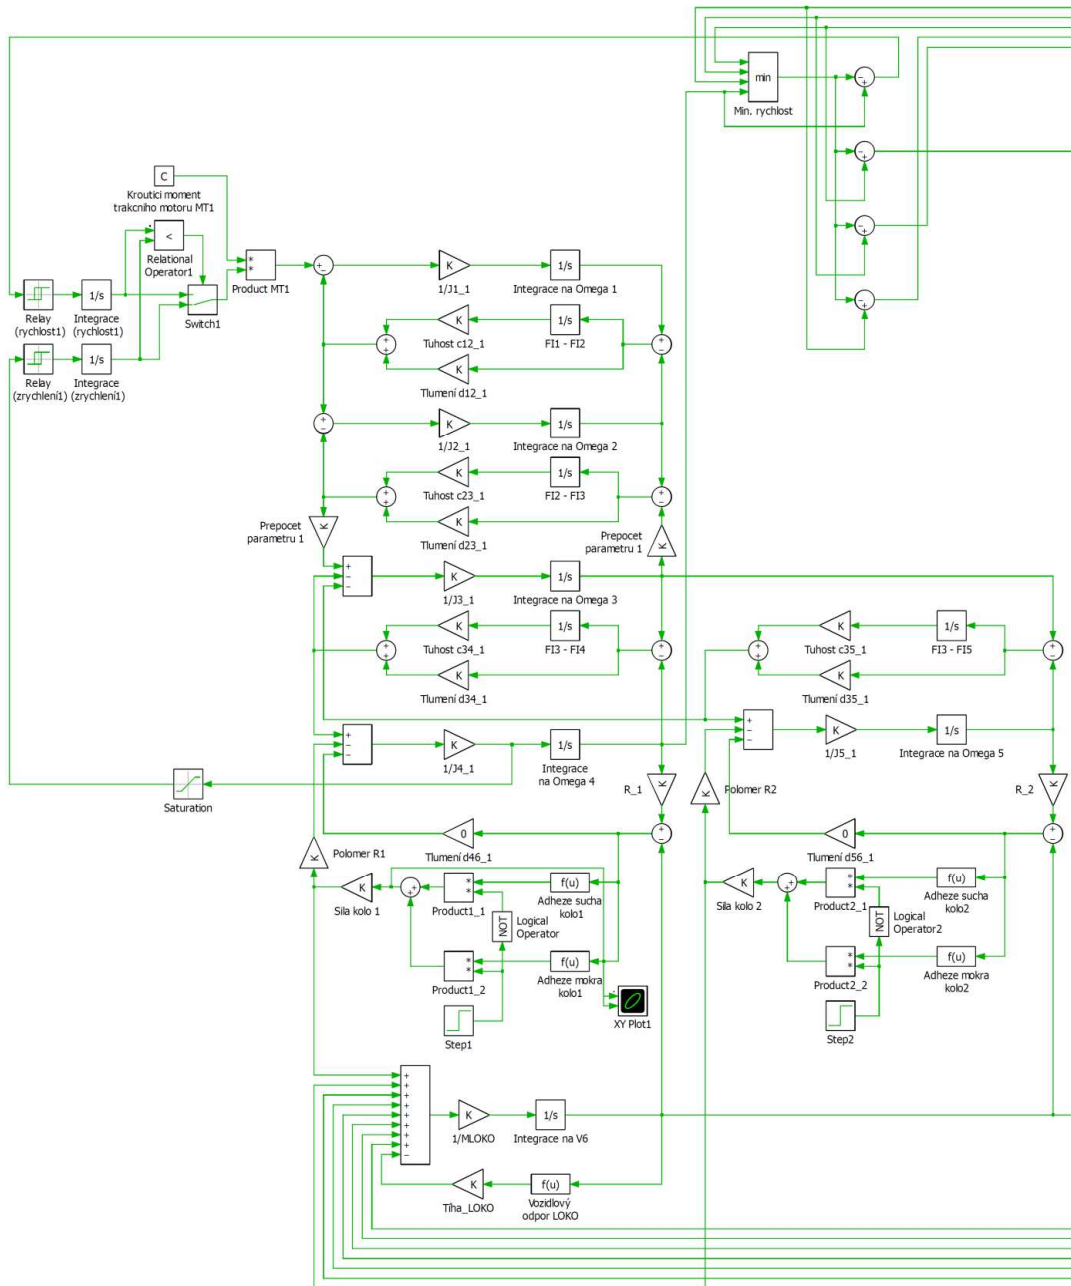 min
Min. rychlost
C
Krouticí moment
trakcního motoru MT1
<
Relational
Operator1
*
*
Product MT1
Switch1
Relay
(rychlost1)
1/s
Integrace
(rychlost1)
Relay
(zrychlení1)
1/s
Integrace
(zrychlení1)
K
1/J1_1
1/s
Integrace na Omega 1
K
Tuhost c12_1
1/s
FI1 - FI2
K
Tlumení d12_1
K
1/J2_1
1/s
Integrace na Omega 2
K
Tuhost c23_1
1/s
FI2 - FI3
K
Tlumení d23_1
Prepocet
parametru 1
K
Prepocet
parametru 1
K
K
1/J3_1
1/s
Integrace na Omega 3
K
Tuhost c34_1
1/s
FI3 - FI4
K
Tlumení d34_1
K
Tuhost c35_1
1/s
FI3 - FI5
K
Tlumení d35_1
K
1/J4_1
1/s
Integrace
na Omega 4
K
1/J5_1
1/s
Integrace na Omega 5
Saturation
R_1
K
Polomer R2
K
R_2
K
0
Tlumení d46_1
0
Tlumení d56_1
Polomer R1
K
K
Sila kolo 1
*
*
Product1_1
f(u)
Adheze sucha
kolo1
NOT
Logical
Operator
*
*
Product1_2
f(u)
Adheze mokra
kolo1
Step1
XY Plot1
K
Sila kolo 2
*
*
Product2_1
f(u)
Adheze sucha
kolo2
NOT
Logical
Operator2
*
*
Product2_2
f(u)
Adheze mokra
kolo2
Step2
K
1/MLOKO
1/s
Integrace na V6
K
Tíha_LOKO
f(u)
Vozidlový
odpor LOKO